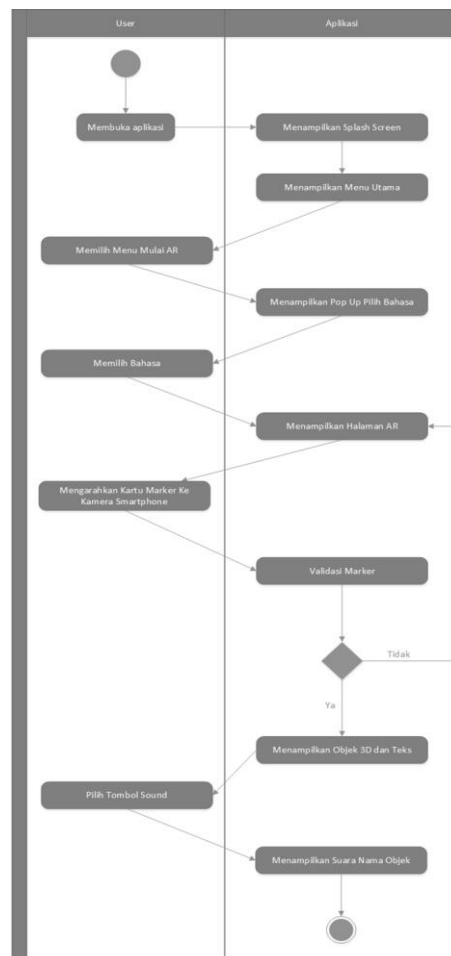 User
Aplikasi
Membuka aplikasi
Menampilkan Splash Screen
Menampilkan Menu Utama
Memilih Menu Mulai AR
Menampilkan Pop Up Pilih Bahasa
Memilih Bahasa
Menampilkan Halaman AR
Mengarahkan Kartu Marker Ke
Kamera Smartphone
Validasi Marker
Tidak
Ya
Menampilkan Objek 3D dan Teks
Pilih Tombol Sound
Menampilkan Suara Nama Objek